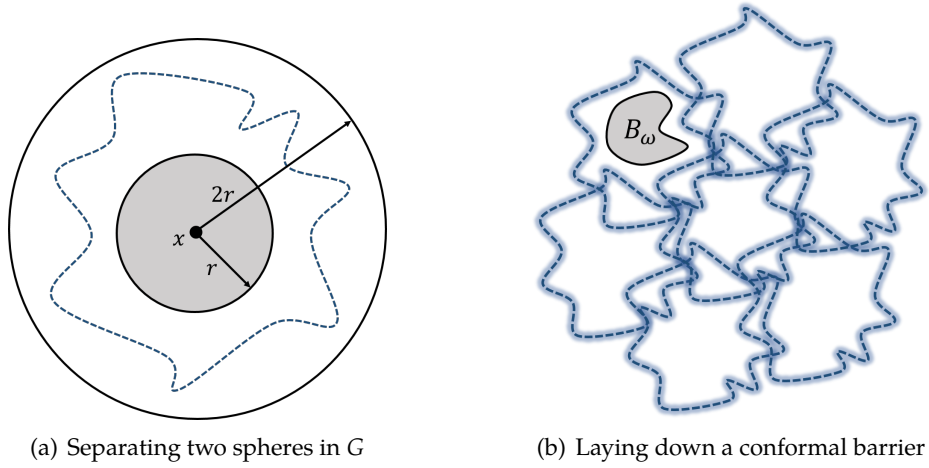 2r
x
r
B_ω
(a) Separating two spheres in G
(b) Laying down a conformal barrier